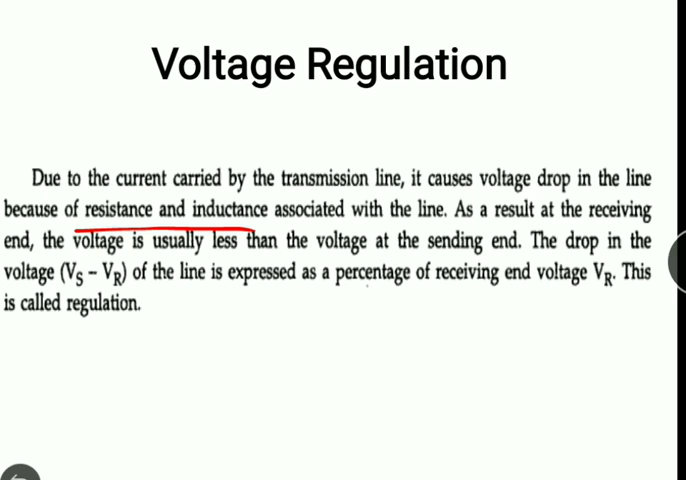 Voltage Regulation
Due to the current carried by the transmission line, it causes voltage drop in the line
because of resistance and inductance associated with the line. As a result at the receiving
end, the voltage is usually less than the voltage at the sending end. The drop in the
voltage (VS – VR) of the line is expressed as a percentage of receiving end voltage VR. This
is called regulation.